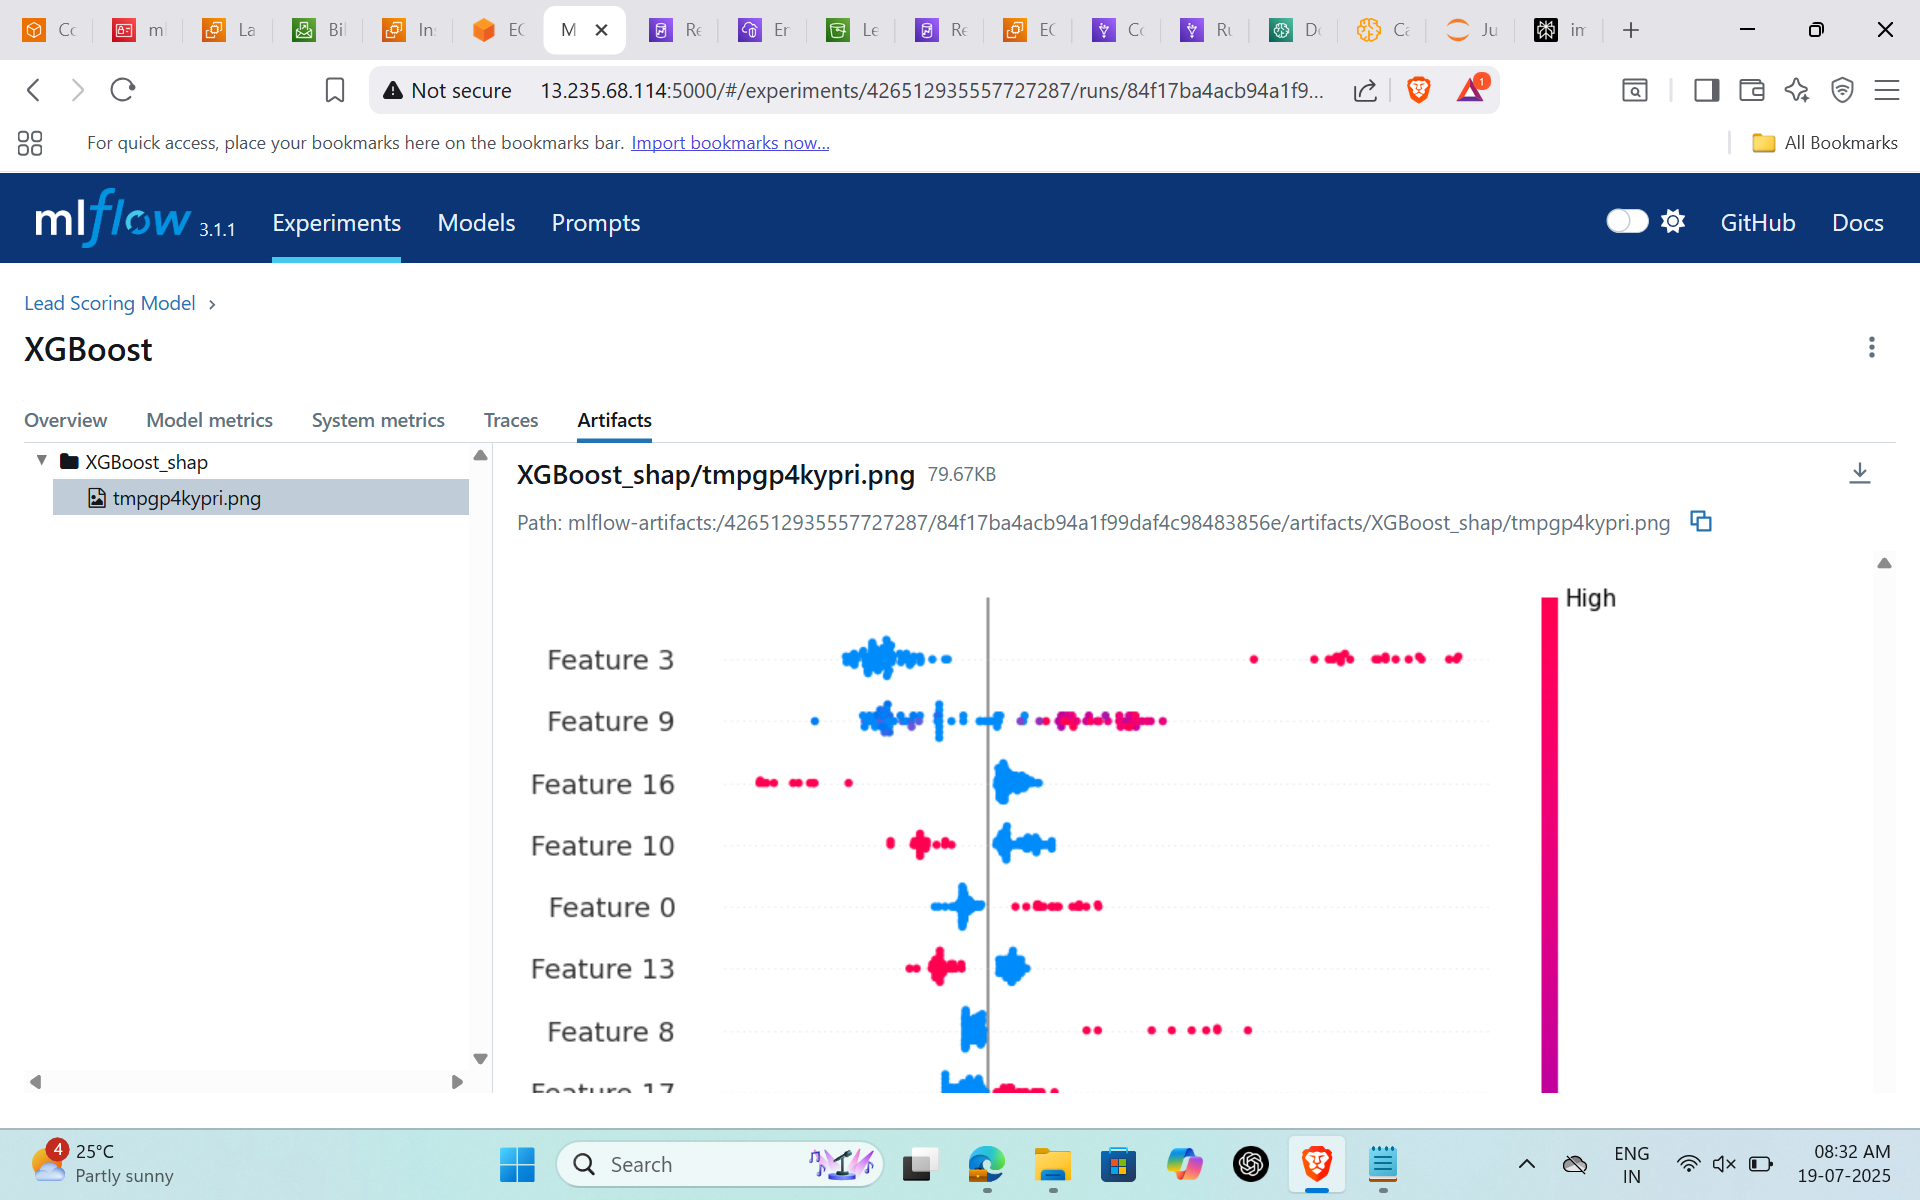 Cc
ml
La
Bil
In
EC
M
Re
Er
Le
Re
EC
Cc
Ru
Dc
Ca
Ju
im
Not secure 13.235.68.114:5000/#/experiments/426512935557727287/runs/84f17ba4acb94a1f9...
1
For quick access, place your bookmarks here on the bookmarks bar. Import bookmarks now...
All Bookmarks
mlflow 3.1.1 Experiments Models Prompts
GitHub Docs
Lead Scoring Model
XGBoost
Overview Model metrics System metrics Traces Artifacts
XGBoost_shap
tmpgp4kypri.png
XGBoost_shap/tmpgp4kypri.png 79.67KB
Path: mlflow-artifacts:/426512935557727287/84f17ba4acb94a1f99daf4c98483856e/artifacts/XGBoost_shap/tmpgp4kypri.png
High
Feature 3
Feature 9
Feature 16
Feature 10
Feature 0
Feature 13
Feature 8
Feature 17
4
25°C
Partly sunny
Search
ENG
IN
08:32 AM
19-07-2025